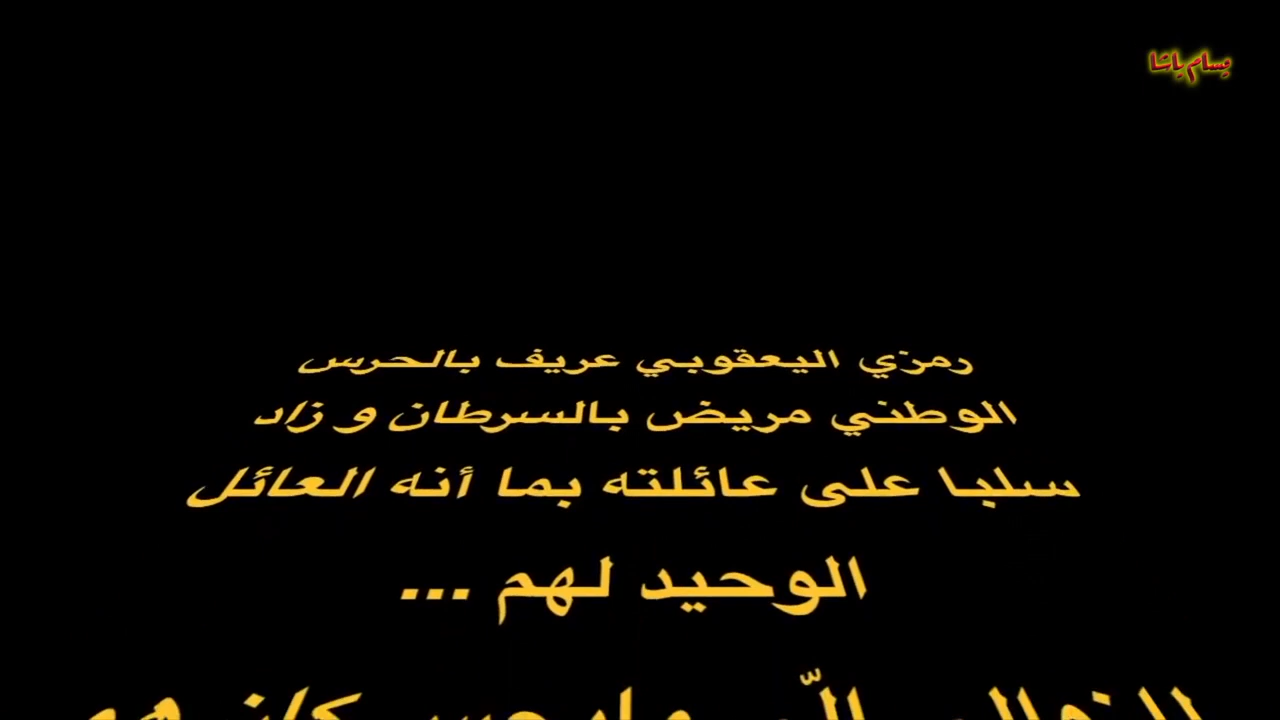 بسام باشا
رمزي اليعقوبي عريف بالحرس
الوطني مريض بالسرطان و زاد
سلبا على عائلته بما أنه العائل
الوحيد لهم ...